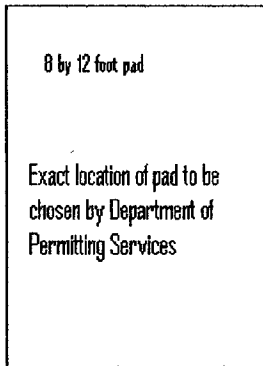 8 by 12 foot pad
Exact location of pad to be
chosen by Department of
Permitting Services